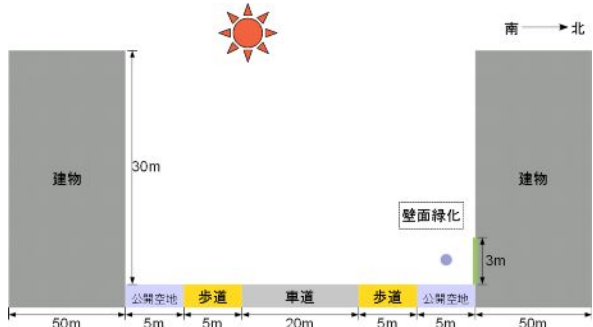 南 北
30m
建物
建物
壁面緑化
3m
公開空地 歩道 車道 歩道 公開空地
50m 5m 5m 20m 5m 5m 50m